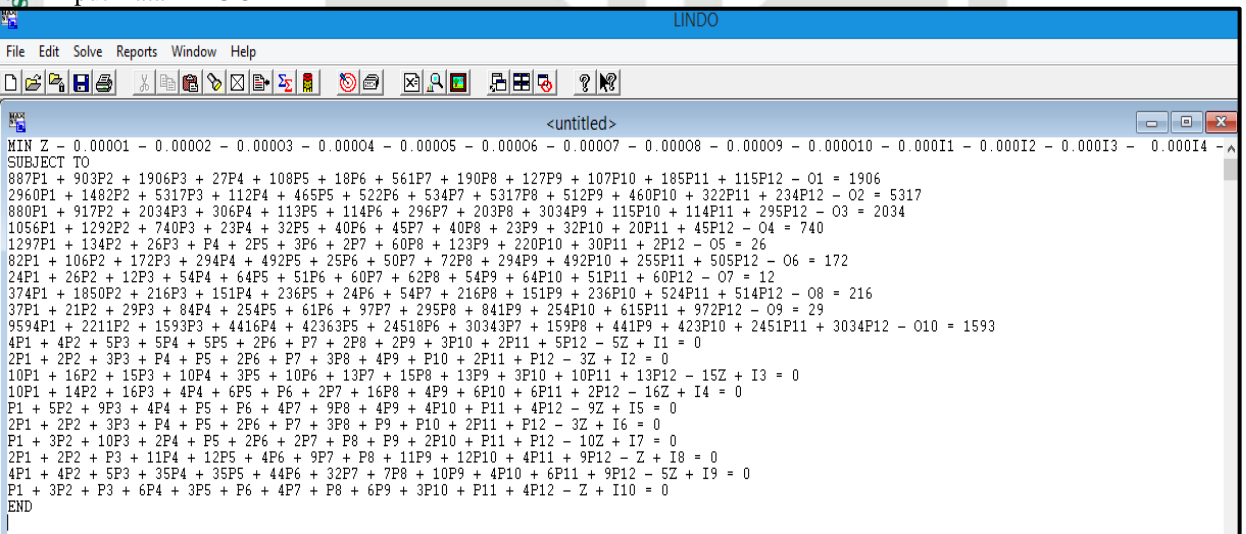 LINDO
File Edit Solve Reports Window Help
<untitled>
MIN Z - 0.000O1 - 0.000O2 - 0.000O3 - 0.000O4 - 0.000O5 - 0.000O6 - 0.000O7 - 0.000O8 - 0.000O9 - 0.000O10 - 0.000I1 - 0.000I2 - 0.000I3 - 0.000I4 -
SUBJECT TO
887P1 + 903P2 + 1906P3 + 27P4 + 108P5 + 18P6 + 561P7 + 190P8 + 127P9 + 107P10 + 185P11 + 115P12 - O1 = 1906
2960P1 + 1482P2 + 5317P3 + 112P4 + 465P5 + 522P6 + 534P7 + 5317P8 + 512P9 + 460P10 + 322P11 + 234P12 - O2 = 5317
880P1 + 917P2 + 2034P3 + 306P4 + 113P5 + 114P6 + 296P7 + 203P8 + 3034P9 + 115P10 + 114P11 + 295P12 - O3 = 2034
1056P1 + 1292P2 + 740P3 + 23P4 + 32P5 + 40P6 + 45P7 + 40P8 + 23P9 + 32P10 + 20P11 + 45P12 - O4 = 740
1297P1 + 134P2 + 26P3 + P4 + 2P5 + 3P6 + 2P7 + 60P8 + 123P9 + 220P10 + 30P11 + 2P12 - O5 = 26
82P1 + 106P2 + 172P3 + 294P4 + 492P5 + 25P6 + 50P7 + 72P8 + 294P9 + 492P10 + 255P11 + 505P12 - O6 = 172
24P1 + 26P2 + 12P3 + 54P4 + 64P5 + 51P6 + 60P7 + 62P8 + 54P9 + 64P10 + 51P11 + 60P12 - O7 = 12
374P1 + 1850P2 + 216P3 + 151P4 + 236P5 + 24P6 + 54P7 + 216P8 + 151P9 + 236P10 + 524P11 + 514P12 - O8 = 216
37P1 + 21P2 + 29P3 + 84P4 + 254P5 + 61P6 + 97P7 + 295P8 + 841P9 + 254P10 + 615P11 + 972P12 - O9 = 29
9594P1 + 2211P2 + 1593P3 + 4416P4 + 42363P5 + 24518P6 + 30343P7 + 159P8 + 441P9 + 423P10 + 2451P11 + 3034P12 - O10 = 1593
4P1 + 4P2 + 5P3 + 5P4 + 5P5 + 2P6 + P7 + 2P8 + 2P9 + 3P10 + 2P11 + 5P12 - 5Z + I1 = 0
2P1 + 2P2 + 3P3 + P4 + P5 + 2P6 + P7 + 3P8 + 4P9 + P10 + 2P11 + P12 - 3Z + I2 = 0
10P1 + 16P2 + 15P3 + 10P4 + 3P5 + 10P6 + 13P7 + 15P8 + 13P9 + 3P10 + 10P11 + 13P12 - 15Z + I3 = 0
10P1 + 14P2 + 16P3 + 4P4 + 6P5 + P6 + 2P7 + 16P8 + 4P9 + 6P10 + 6P11 + 2P12 - 16Z + I4 = 0
P1 + 5P2 + 9P3 + 4P4 + P5 + P6 + 4P7 + 9P8 + 4P9 + 4P10 + P11 + 4P12 - 9Z + I5 = 0
2P1 + 2P2 + 3P3 + P4 + P5 + 2P6 + P7 + 3P8 + P9 + P10 + 2P11 + P12 - 3Z + I6 = 0
P1 + 3P2 + 10P3 + 2P4 + P5 + 2P6 + 2P7 + P8 + P9 + 2P10 + P11 + P12 - 10Z + I7 = 0
2P1 + 2P2 + P3 + 11P4 + 12P5 + 4P6 + 9P7 + P8 + 11P9 + 12P10 + 4P11 + 9P12 - Z + I8 = 0
4P1 + 4P2 + 5P3 + 35P4 + 35P5 + 44P6 + 32P7 + 7P8 + 10P9 + 4P10 + 6P11 + 9P12 - 5Z + I9 = 0
P1 + 3P2 + P3 + 6P4 + 3P5 + P6 + 4P7 + P8 + 6P9 + 3P10 + P11 + 4P12 - Z + I10 = 0
END